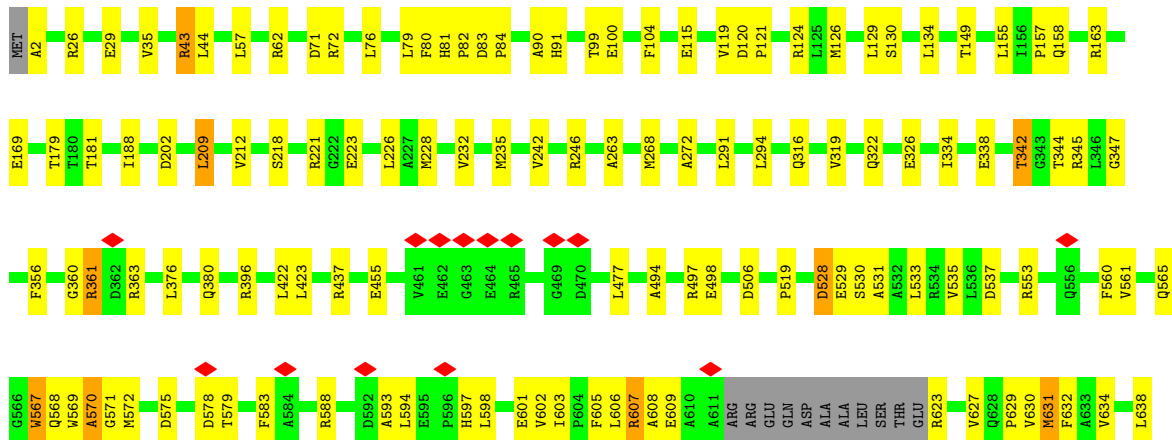 MET A2 R26 E29 V35 R43 L44 L57 R62 D71 R72 L76 L79 F80 H81 P82 D83 P84 A90 H91 T99 E100 F104 E115 V119 D120 P121 R124 L125 M126 L129 S130 L134 T149 L155 I156 P157 Q158 R163
E169 T179 T180 T181 I188 D202 L209 V212 S218 R221 G222 E223 L226 A227 M228 V232 M235 V242 R246 A263 M268 A272 L291 L294 Q316 V319 Q322 E326 I334 E338 T342 G343 T344 R345 L346 G347
F356 G360 R361 D362 R363 L376 Q380 R396 L422 L423 R437 E455 V461 E462 G463 E464 R465 G469 D470 L477 A494 R497 E498 D506 P519 D528 E529 S530 A531 A532 L533 R534 V535 L536 D537 R553 Q556 F560 V561 Q565
G566 W567 Q568 W569 A570 G571 M572 D575 D578 T579 F583 A584 R588 D592 A593 L594 E595 P596 H597 L598 E601 V602 I603 P604 F605 L606 R607 A608 E609 A610 A611 ARG ARG GLU GLN ASP ALA ALA LEU SER THR GLU R623 V627 Q628 P629 V630 M631 F632 A633 V634 L638